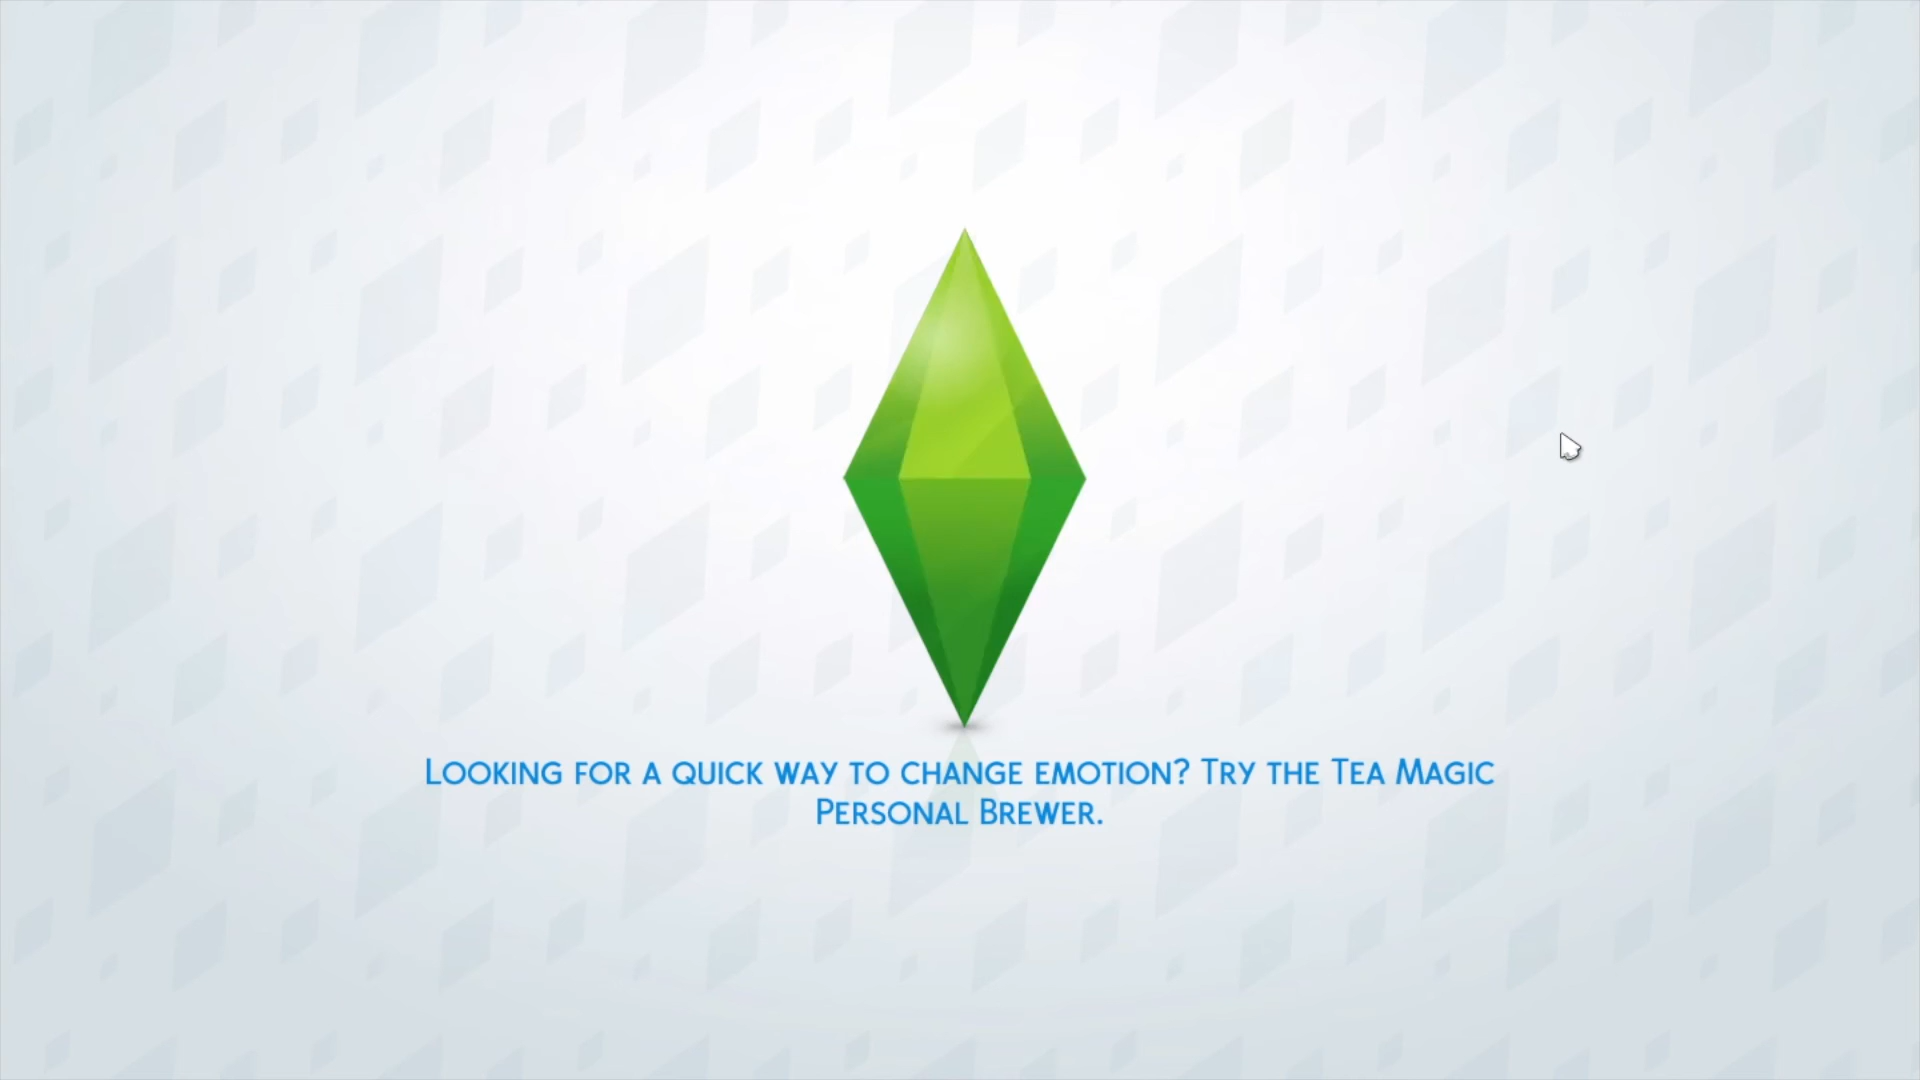 Looking for a quick way to change emotion? Try the Tea Magic
Personal Brewer.